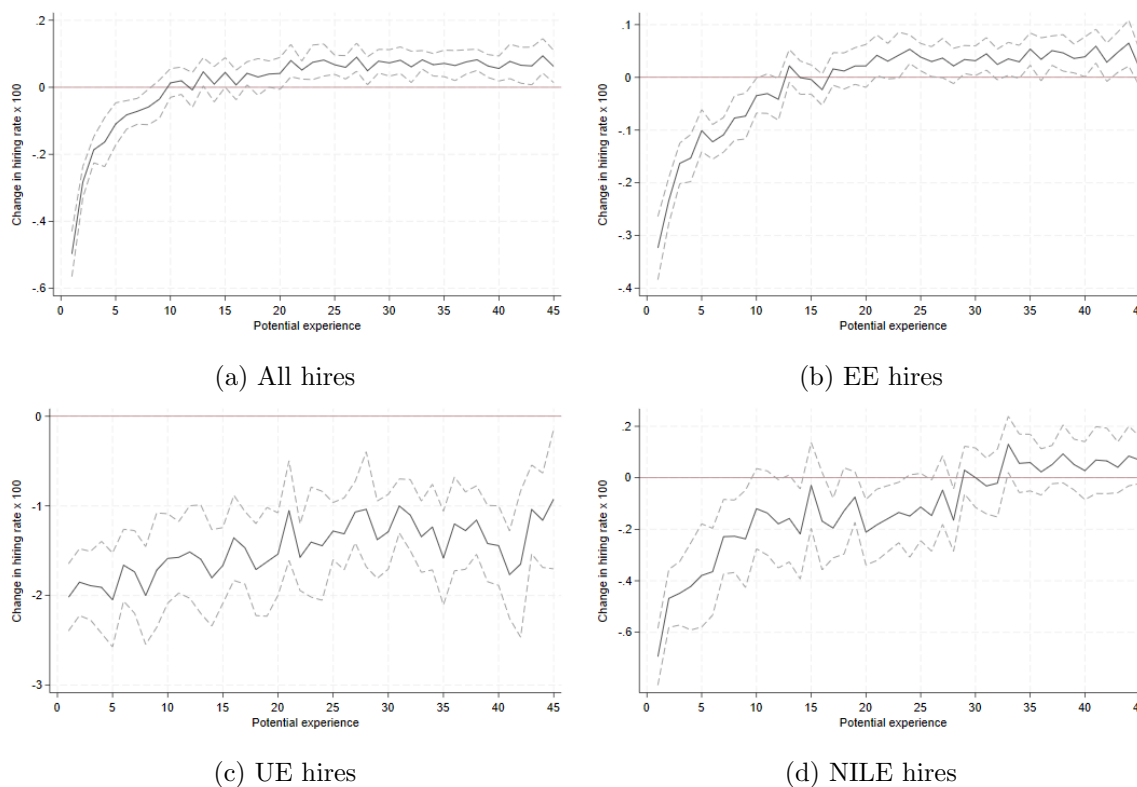 Change in hiring rate x 100
.2
0
-.2
-.4
-.6
0 5 10 15 20 25 30 35 40 45
Potential experience
(a) All hires
Change in hiring rate x 100
.1
0
-.1
-.2
-.3
-.4
0 5 10 15 20 25 30 35 40
Potential experience
(b) EE hires
Change in hiring rate x 100
0
-1
-2
-3
0 5 10 15 20 25 30 35 40 45
Potential experience
(c) UE hires
Change in hiring rate x 100
.2
0
-.2
-.4
-.6
0 5 10 15 20 25 30 35 40
Potential experience
(d) NILE hires